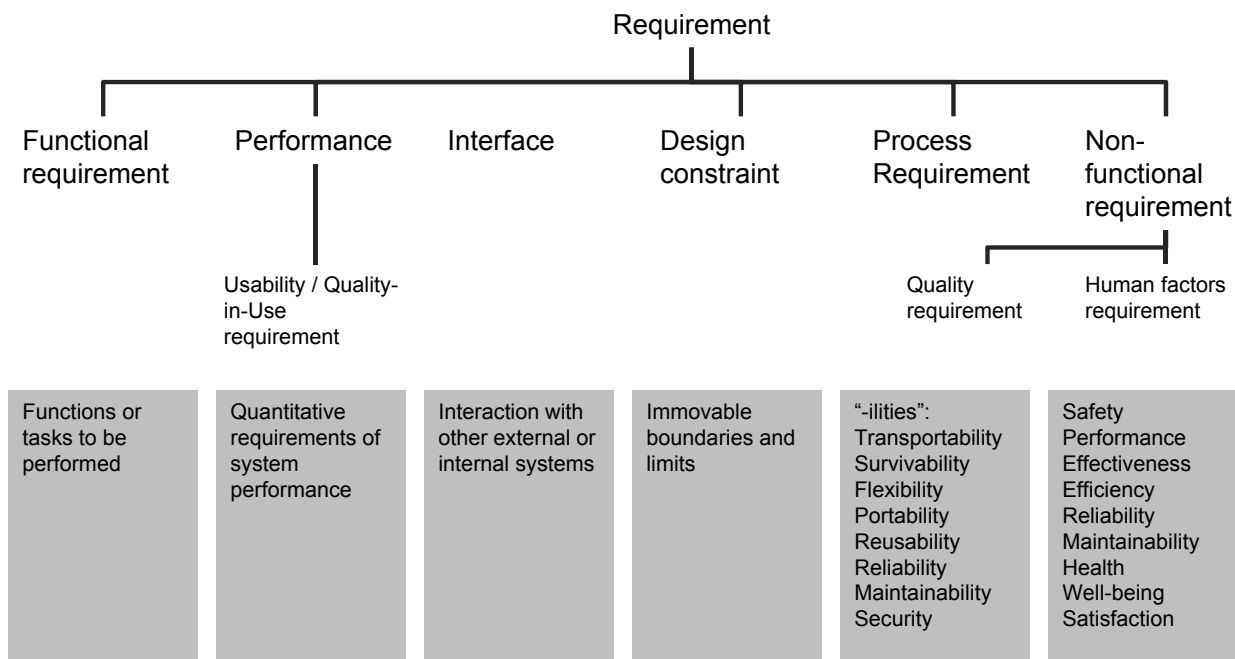 Requirement
Functional
requirement
Performance
Interface
Design
constraint
Process
Requirement
Non-
functional
requirement
Usability / Quality-
in-Use
requirement
Quality
requirement
Human factors
requirement
Functions or
tasks to be
performed
Quantitative
requirements of
system
performance
Interaction with
other external or
internal systems
Immovable
boundaries and
limits
“-ilities”:
Transportability
Survivability
Flexibility
Portability
Reusability
Reliability
Maintainability
Security
Safety
Performance
Effectiveness
Efficiency
Reliability
Maintainability
Health
Well-being
Satisfaction